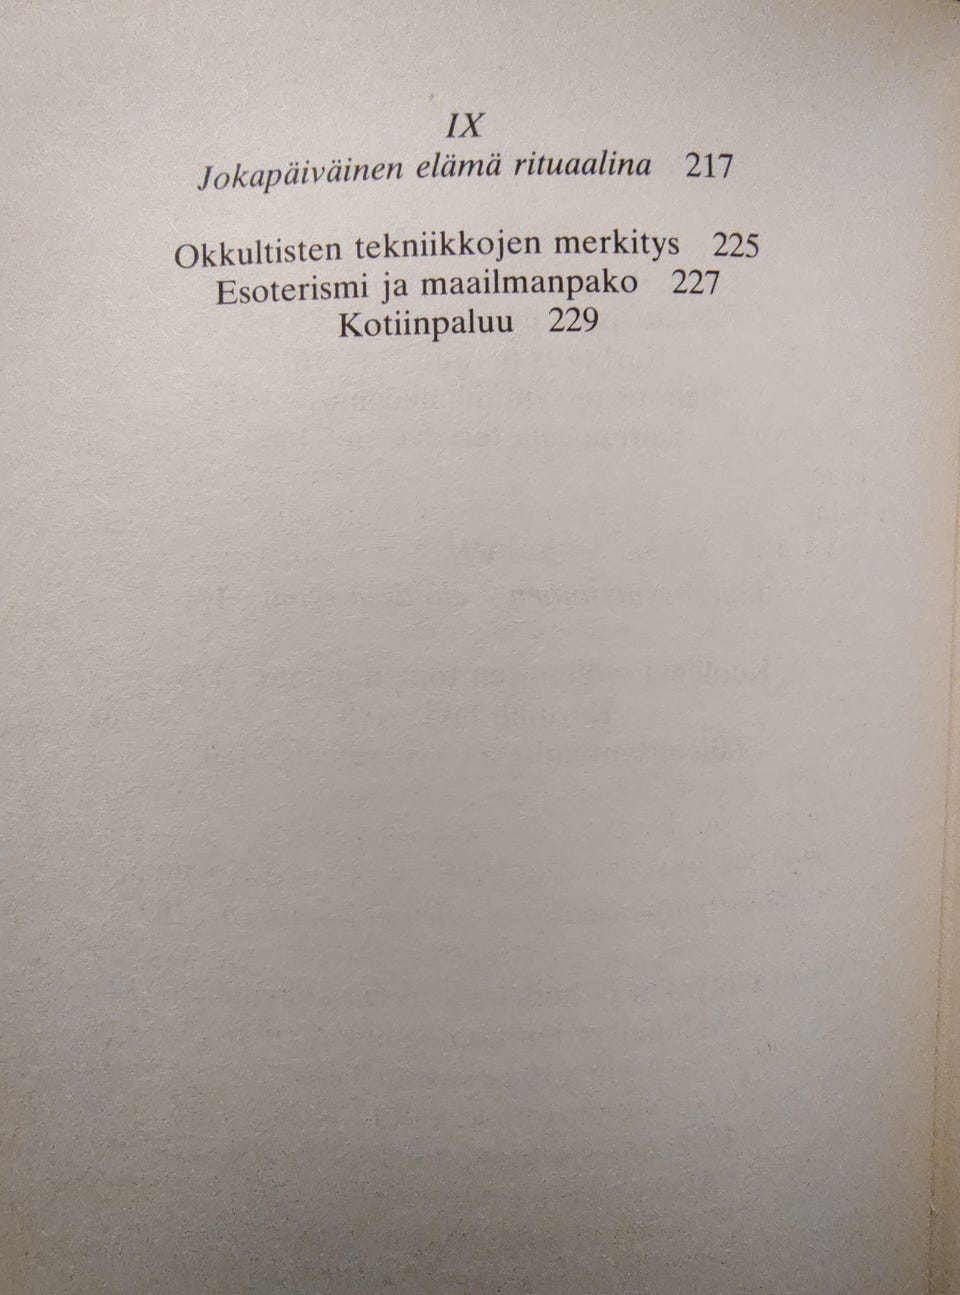 IX
Jokapäiväinen elämä rituaalina 217
Okkultisten tekniikkojen merkitys 225
Esoterismi ja maailmanpako 227
Kotiinpaluu 229